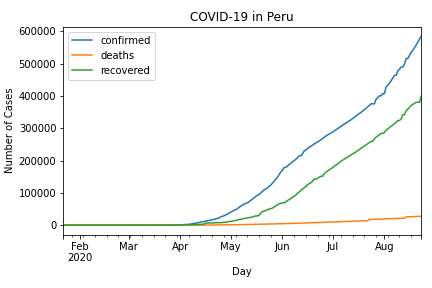 COVID-19 in Peru
600000
500000
400000
300000
200000
100000
0
Number of Cases
confirmed
deaths
recovered
Feb Mar Apr May Jun Jul Aug
2020
Day